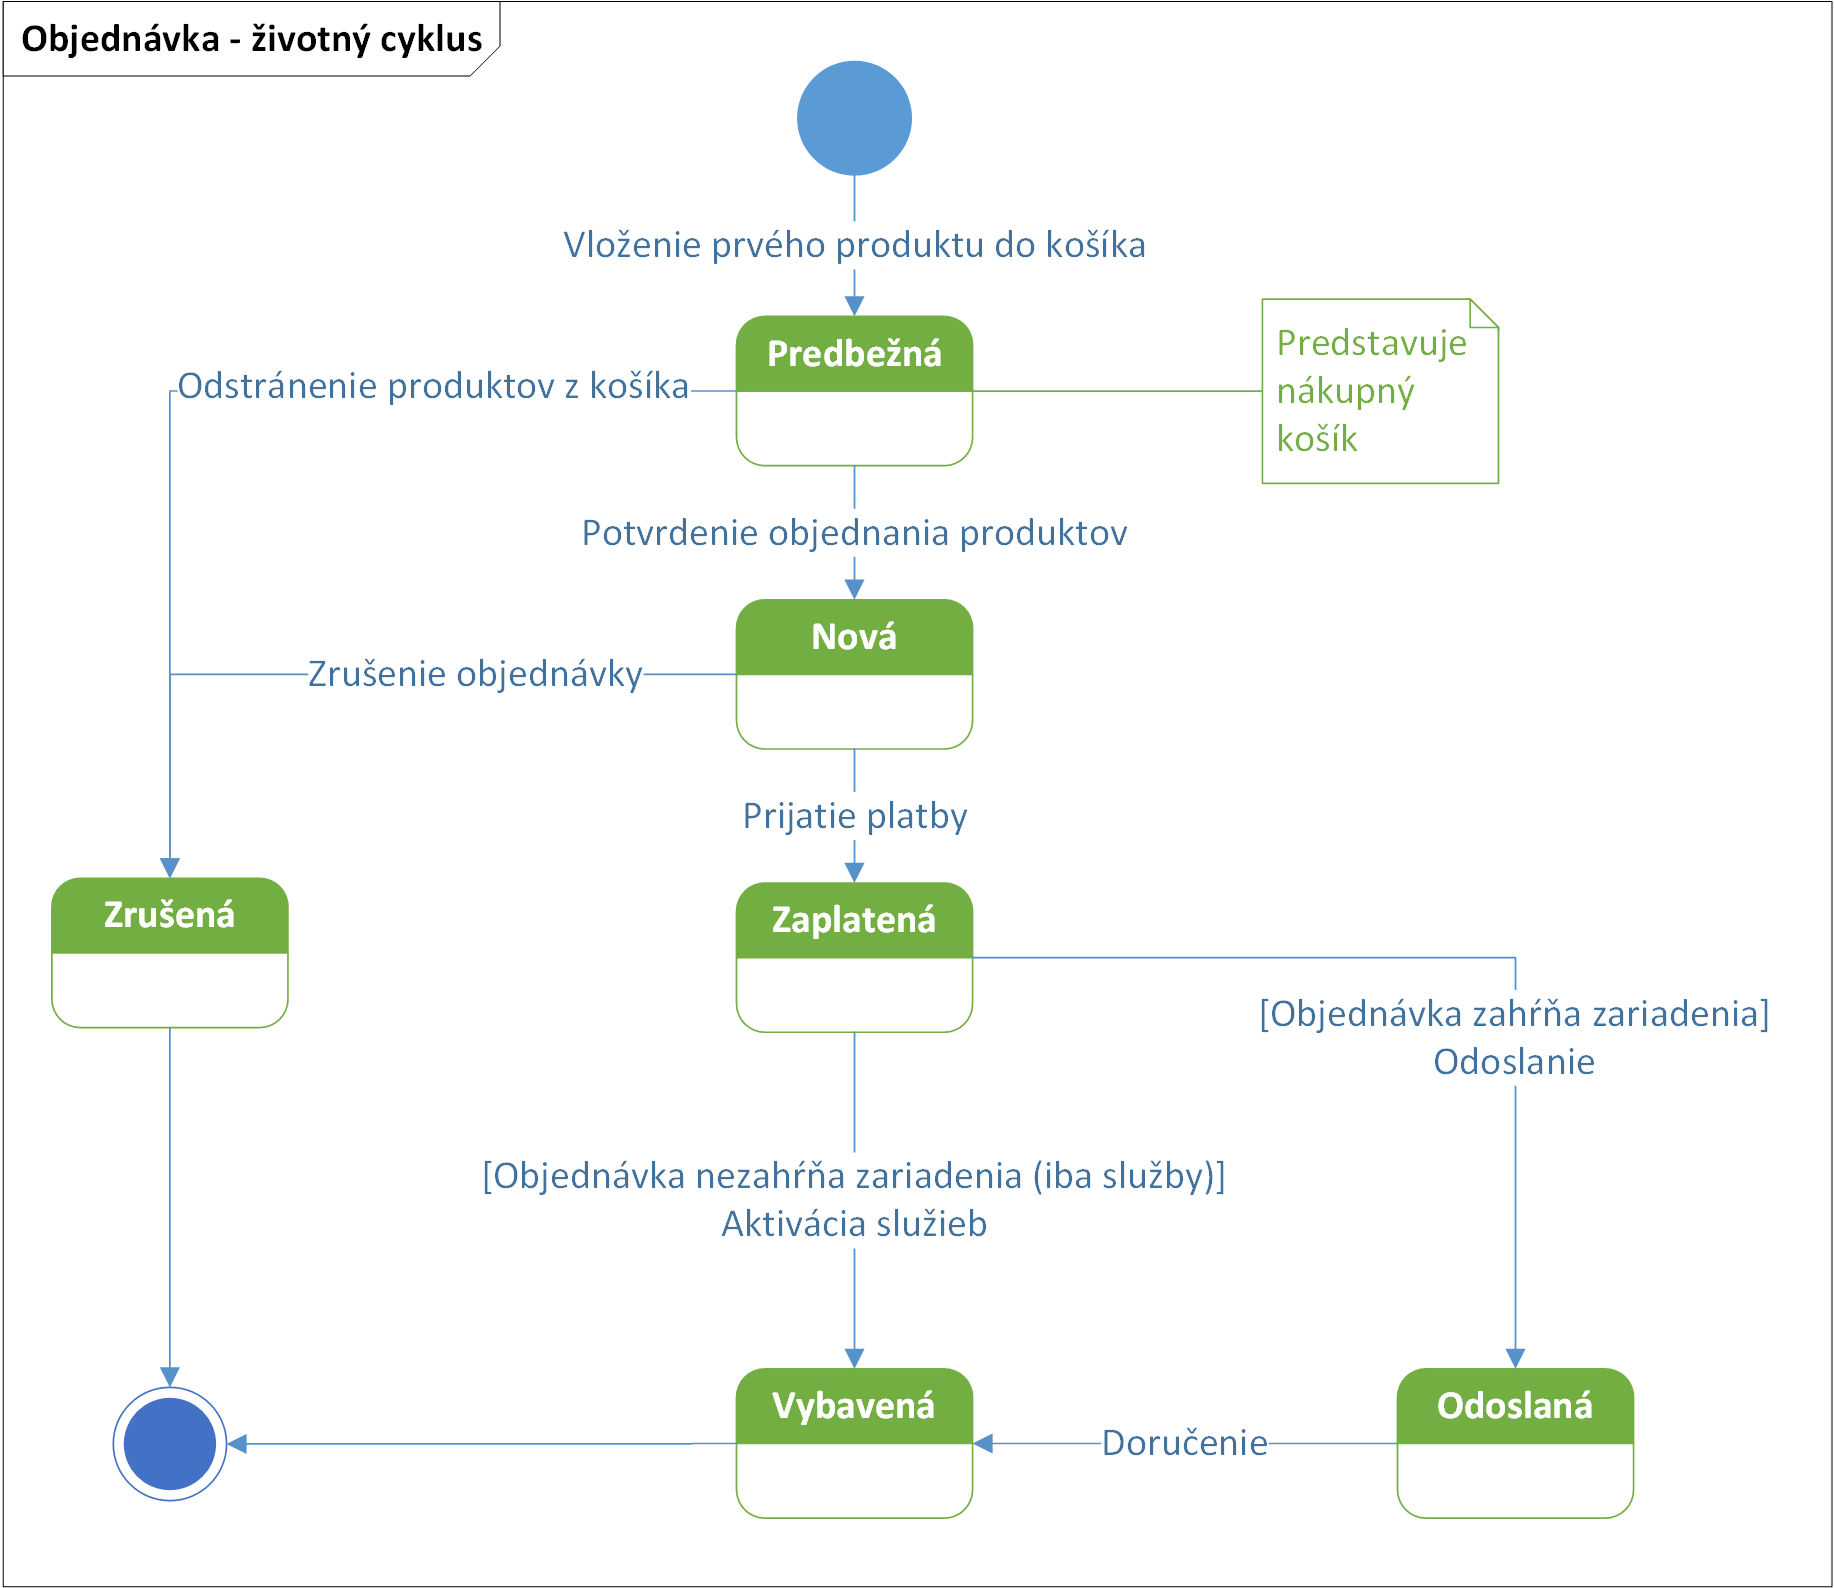 Objednávka - životný cyklus
Vloženie prvého produktu do košíka
Predbežná
Predstavuje
nákupný
košík
Odstránenie produktov z košíka
Potvrdenie objednania produktov
Nová
Zrušenie objednávky
Prijatie platby
Zrušená
Zaplatená
[Objednávka zahŕňa zariadenia]
Odoslanie
[Objednávka nezahŕňa zariadenia (iba služby)]
Aktivácia služieb
Vybavená
Odoslaná
Doručenie